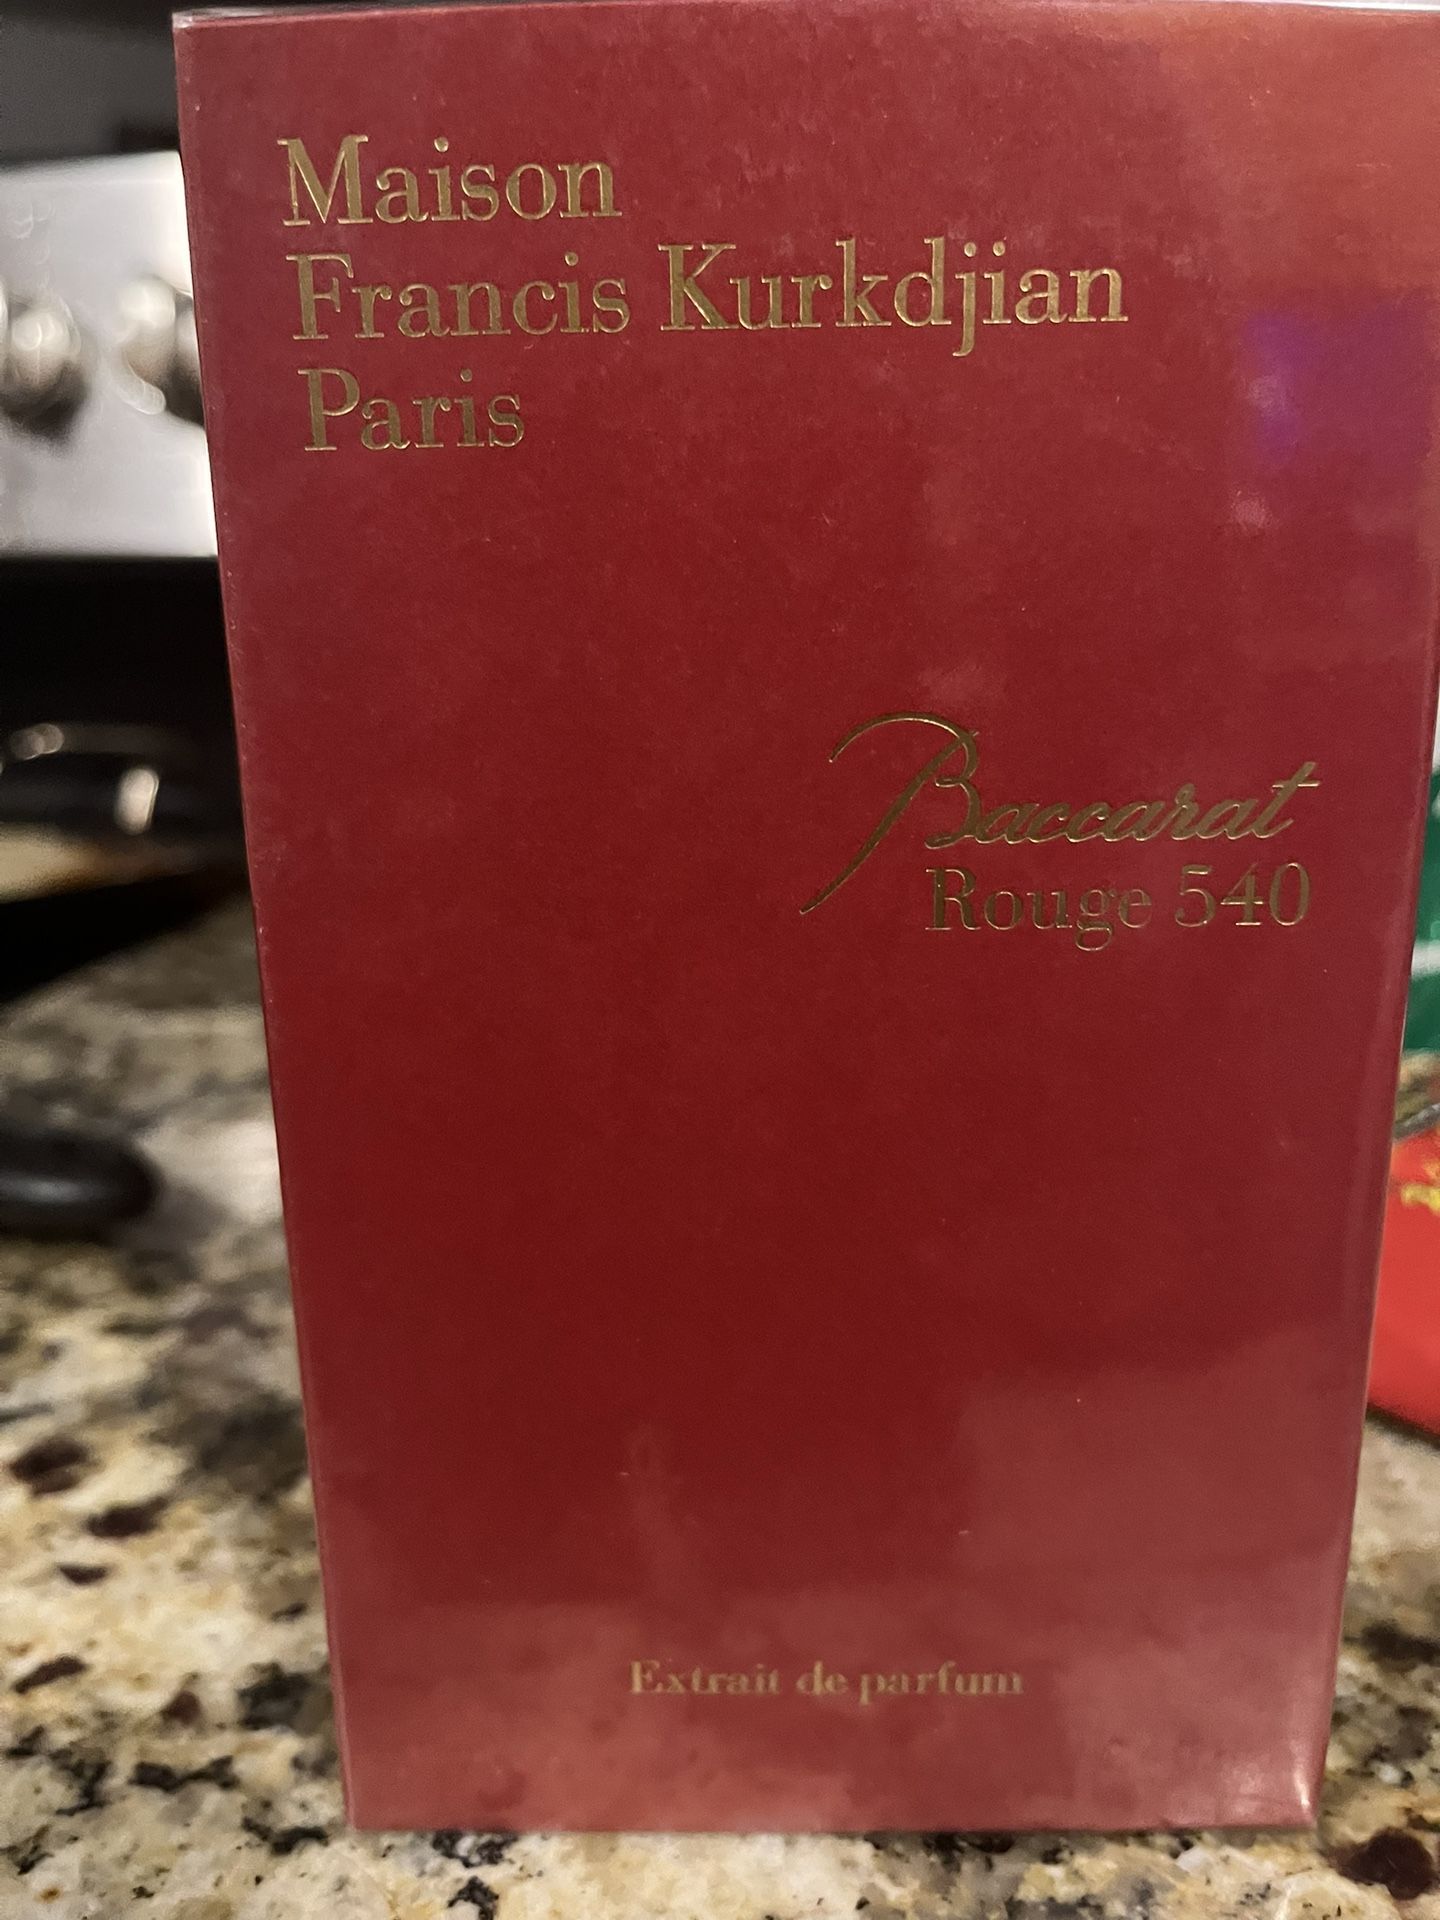 Maison
Francis Kurkdjian
Paris
Baccarat
Rouge 540
Extrait de parfum